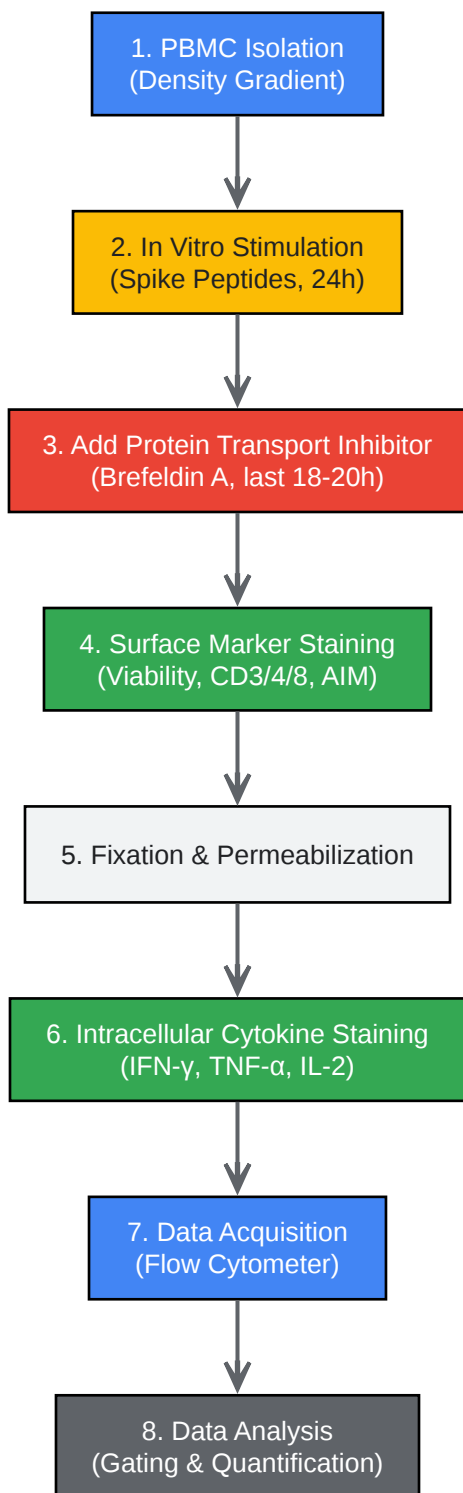 1. PBMC Isolation
(Density Gradient)
2. In Vitro Stimulation
(Spike Peptides, 24h)
3. Add Protein Transport Inhibitor
(Brefeldin A, last 18-20h)
4. Surface Marker Staining
(Viability, CD3/4/8, AIM)
5. Fixation & Permeabilization
6. Intracellular Cytokine Staining
(IFN-γ, TNF-α, IL-2)
7. Data Acquisition
(Flow Cytometer)
8. Data Analysis
(Gating & Quantification)